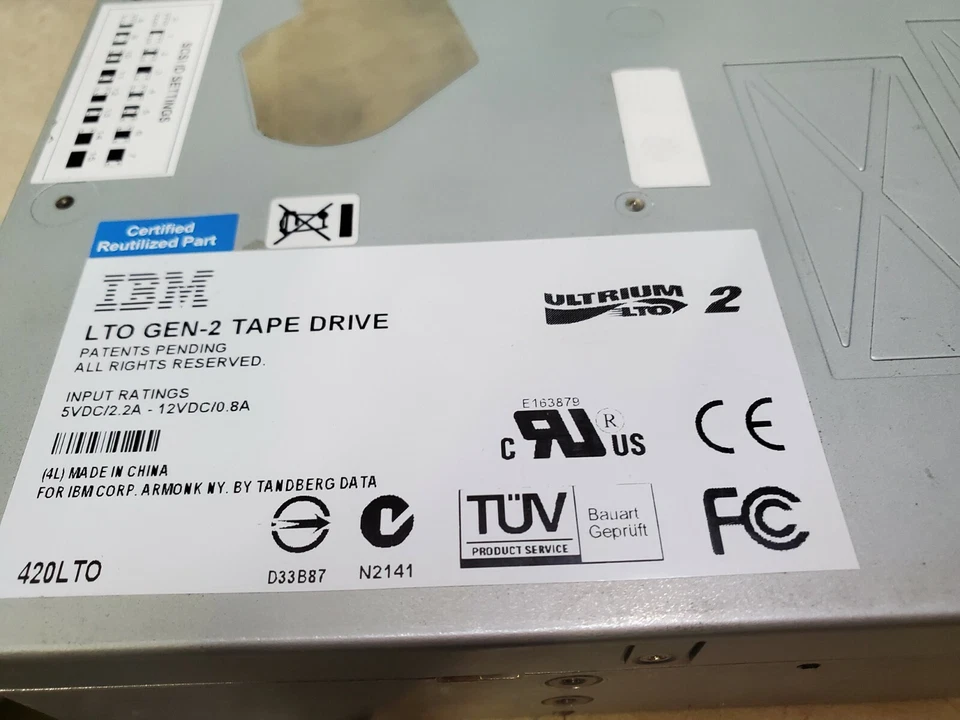 SCSI ID SETTINGS
Certified
Reutilized Part
IBM
LTO GEN-2 TAPE DRIVE
PATENTS PENDING
ALL RIGHTS RESERVED.
INPUT RATINGS
5VDC/2.2A - 12VDC/0.8A
(4L) MADE IN CHINA
FOR IBM CORP. ARMONK NY. BY TANDBERG DATA
420LTO
D33B87
N2141
ULTRIUM
LTO
2
E163879
C RU ® US
CE
TÜV
PRODUCT SERVICE
Bauart
Geprüft
FCC